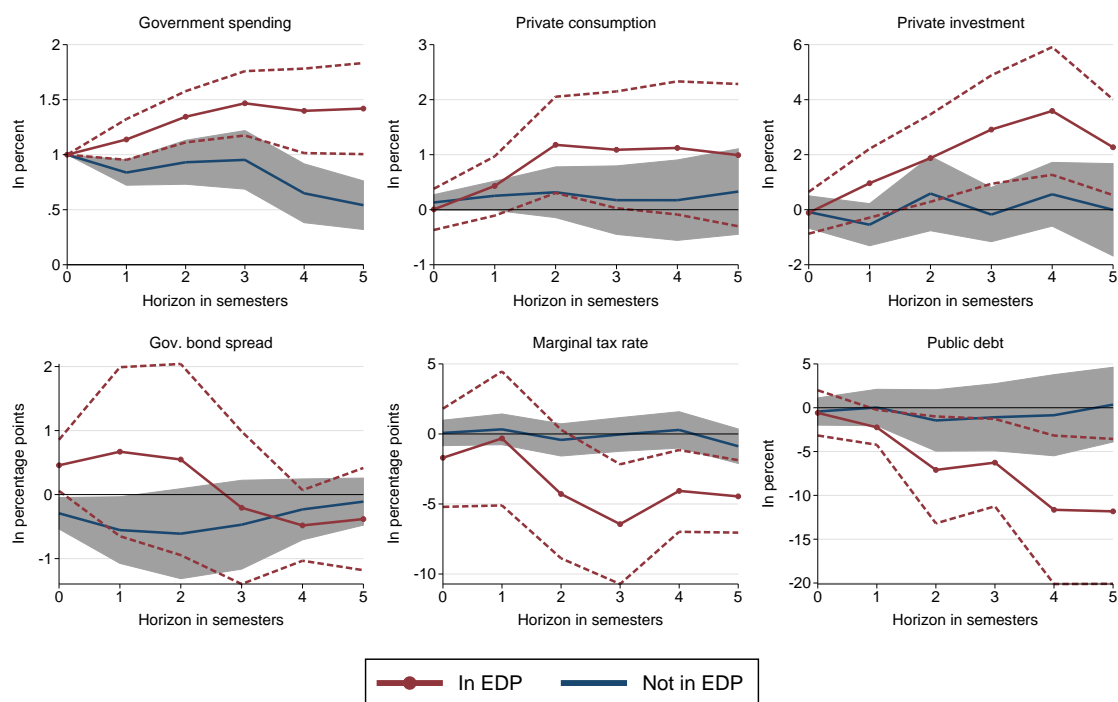 Government spending
In percent
2
1.5
1
.5
0
0 1 2 3 4 5
Horizon in semesters
Private consumption
In percent
3
2
1
0
-1
0 1 2 3 4 5
Horizon in semesters
Private investment
In percent
6
4
2
0
-2
0 1 2 3 4 5
Horizon in semesters
Gov. bond spread
In percentage points
2
1
0
-1
0 1 2 3 4 5
Horizon in semesters
Marginal tax rate
In percentage points
5
0
-5
-10
0 1 2 3 4 5
Horizon in semesters
Public debt
In percent
5
0
-5
-10
-15
-20
0 1 2 3 4 5
Horizon in semesters
In EDP Not in EDP